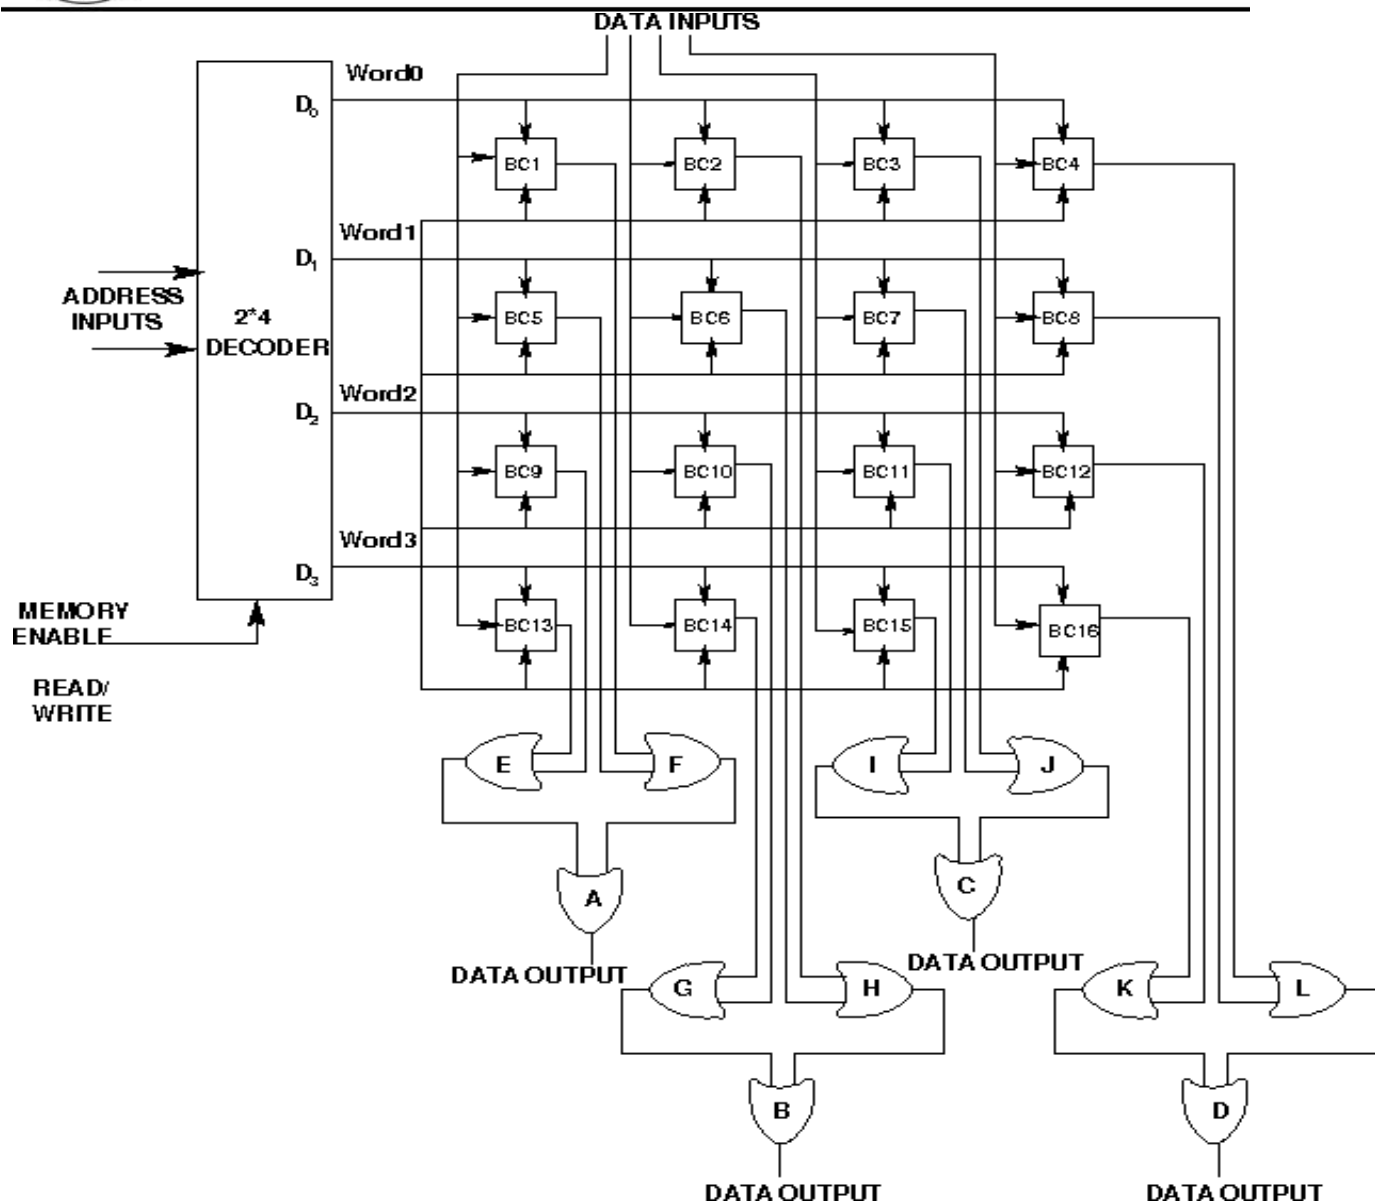 DATA INPUTS
Word0
D0
BC1
BC2
BC3
BC4
Word1
D1
ADDRESS
INPUTS
2*4
DECODER
BC5
BC6
BC7
BC8
Word2
D2
BC9
BC10
BC11
BC12
Word3
D3
MEMORY
ENABLE
BC13
BC14
BC15
BC16
READ/
WRITE
E
F
I
J
A
C
DATA OUTPUT
DATA OUTPUT
G
H
K
L
B
D
DATA OUTPUT
DATA OUTPUT